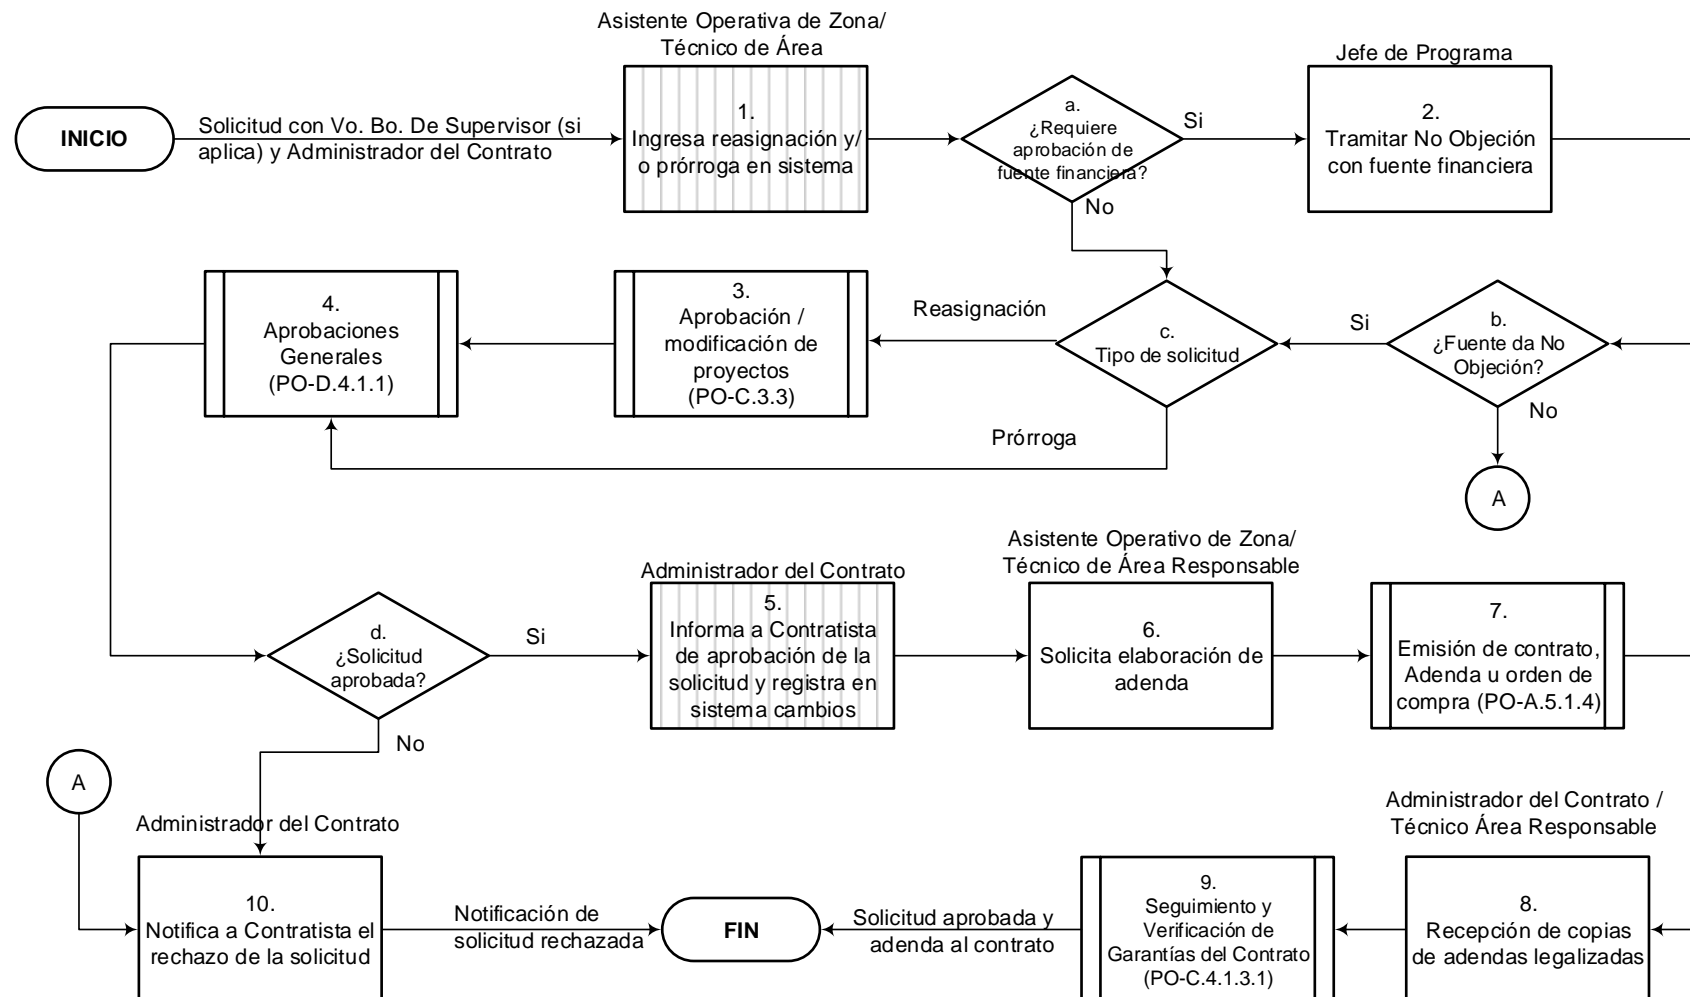 Asistente Operativa de Zona/
Técnico de Área
Jefe de Programa
INICIO
Solicitud con Vo. Bo. De Supervisor (si
aplica) y Administrador del Contrato
1.
Ingresa reasignación y/
o prórroga en sistema
a.
¿Requiere
aprobación de
fuente financiera?
Si
No
2.
Tramitar No Objeción
con fuente financiera
4.
Aprobaciones
Generales
(PO-D.4.1.1)
3.
Aprobación /
modificación de
proyectos
(PO-C.3.3)
Reasignación
c.
Tipo de solicitud
Si
b.
¿Fuente da No
Objeción?
No
Prórroga
A
Asistente Operativo de Zona/
Técnico de Área Responsable
Administrador del Contrato
d.
¿Solicitud
aprobada?
Si
No
5.
Informa a Contratista
de aprobación de la
solicitud y registra en
sistema cambios
6.
Solicita elaboración de
adenda
7.
Emisión de contrato,
Adenda u orden de
compra (PO-A.5.1.4)
A
Administrador del Contrato
Administrador del Contrato /
Técnico Área Responsable
10.
Notifica a Contratista el
rechazo de la solicitud
Notificación de
solicitud rechazada
FIN
Solicitud aprobada y
adenda al contrato
9.
Seguimiento y
Verificación de
Garantías del Contrato
(PO-C.4.1.3.1)
8.
Recepción de copias
de adendas legalizadas